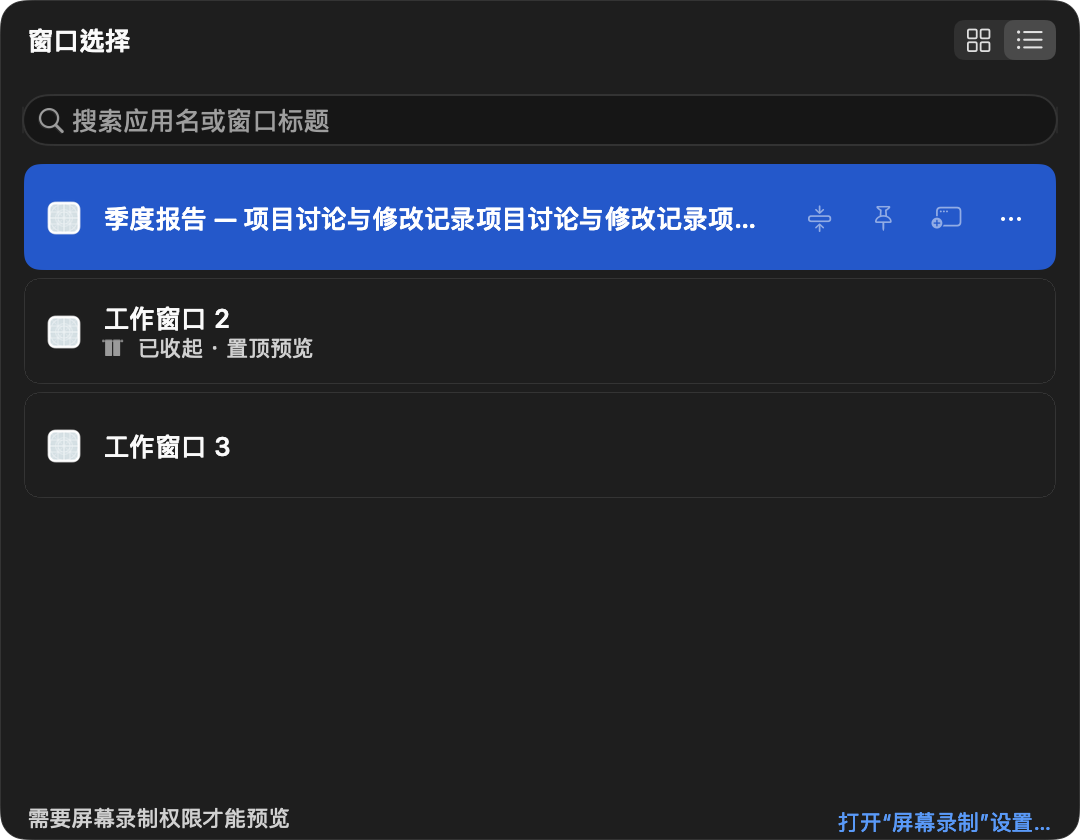 窗口选择
搜索应用名或窗口标题
季度报告 — 项目讨论与修改记录项目讨论与修改记录项...
工作窗口 2
已收起 · 置顶预览
工作窗口 3
需要屏幕录制权限才能预览
打开“屏幕录制”设置...